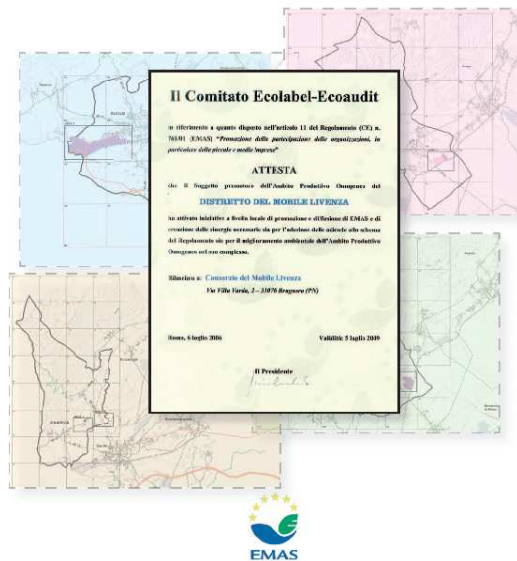 Il Comitato Ecolabel-Ecoaudit
in riferimento a quanto disposto nell'articolo 11 del Regolamento (CE) n.
761/01 (EMAS) "Promozione della partecipazione delle organizzazioni, in
particolare delle piccole e medie imprese"
ATTESTA
che il Soggetto promotore dell'Ambito Produttivo Omogeneo del
DISTRETTO DEL MOBILE LIVENZA
ha attivato iniziative a livello locale di promozione e diffusione di EMAS e di
creazione delle sinergie necessarie sia per l'adesione delle aziende allo schema
del Regolamento sia per il miglioramento ambientale dell'Ambito Produttivo
Omogeneo nel suo complesso.
Rilasciato a: Consorzio del Mobile Livenza
Via Villa Varda, 2 – 33070 Brugnera (PN)
Roma, 6 luglio 2006 Validità: 5 luglio 2009
Il Presidente
EMAS